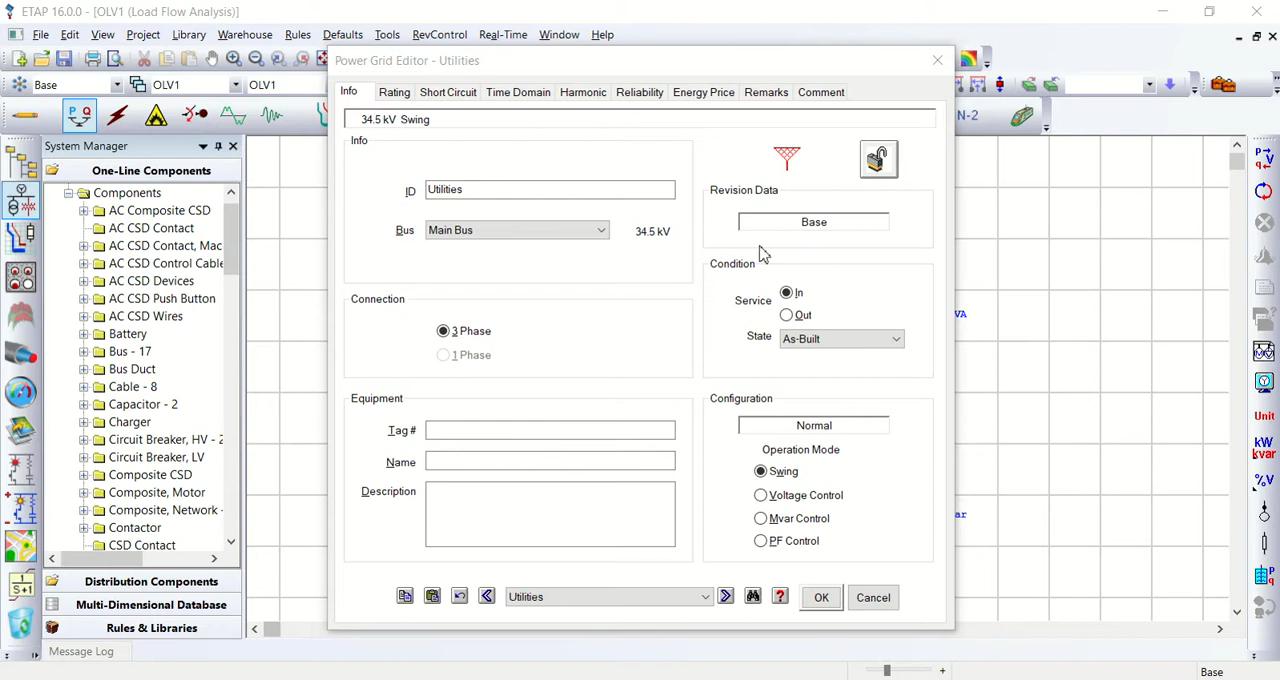 ETAP 16.0.0 - [OLV1 (Load Flow Analysis)]
File Edit View Project Library Warehouse Rules Defaults Tools RevControl Real-Time Window Help
Base OLV1 OLV1
N-2
System Manager
One-Line Components
Components
AC Composite CSD
AC CSD Contact
AC CSD Contact, Mac
AC CSD Control Cable
AC CSD Devices
AC CSD Push Button
AC CSD Wires
Battery
Bus - 17
Bus Duct
Cable - 8
Capacitor - 2
Charger
Circuit Breaker, HV - 2
Circuit Breaker, LV
Composite CSD
Composite, Motor
Composite, Network -
Contactor
CSD Contact
Distribution Components
Multi-Dimensional Database
Rules & Libraries
Message Log
Power Grid Editor - Utilities
Info Rating Short Circuit Time Domain Harmonic Reliability Energy Price Remarks Comment
34.5 kV Swing
Info
ID Utilities
Bus Main Bus 34.5 kV
Connection
3 Phase
1 Phase
Equipment
Tag #
Name
Description
Revision Data
Base
Condition
Service In
Out
State As-Built
Configuration
Normal
Operation Mode
Swing
Voltage Control
Mvar Control
PF Control
Utilities OK Cancel
VA
ar
Unit
kW
kvar
%V
S+1
Base